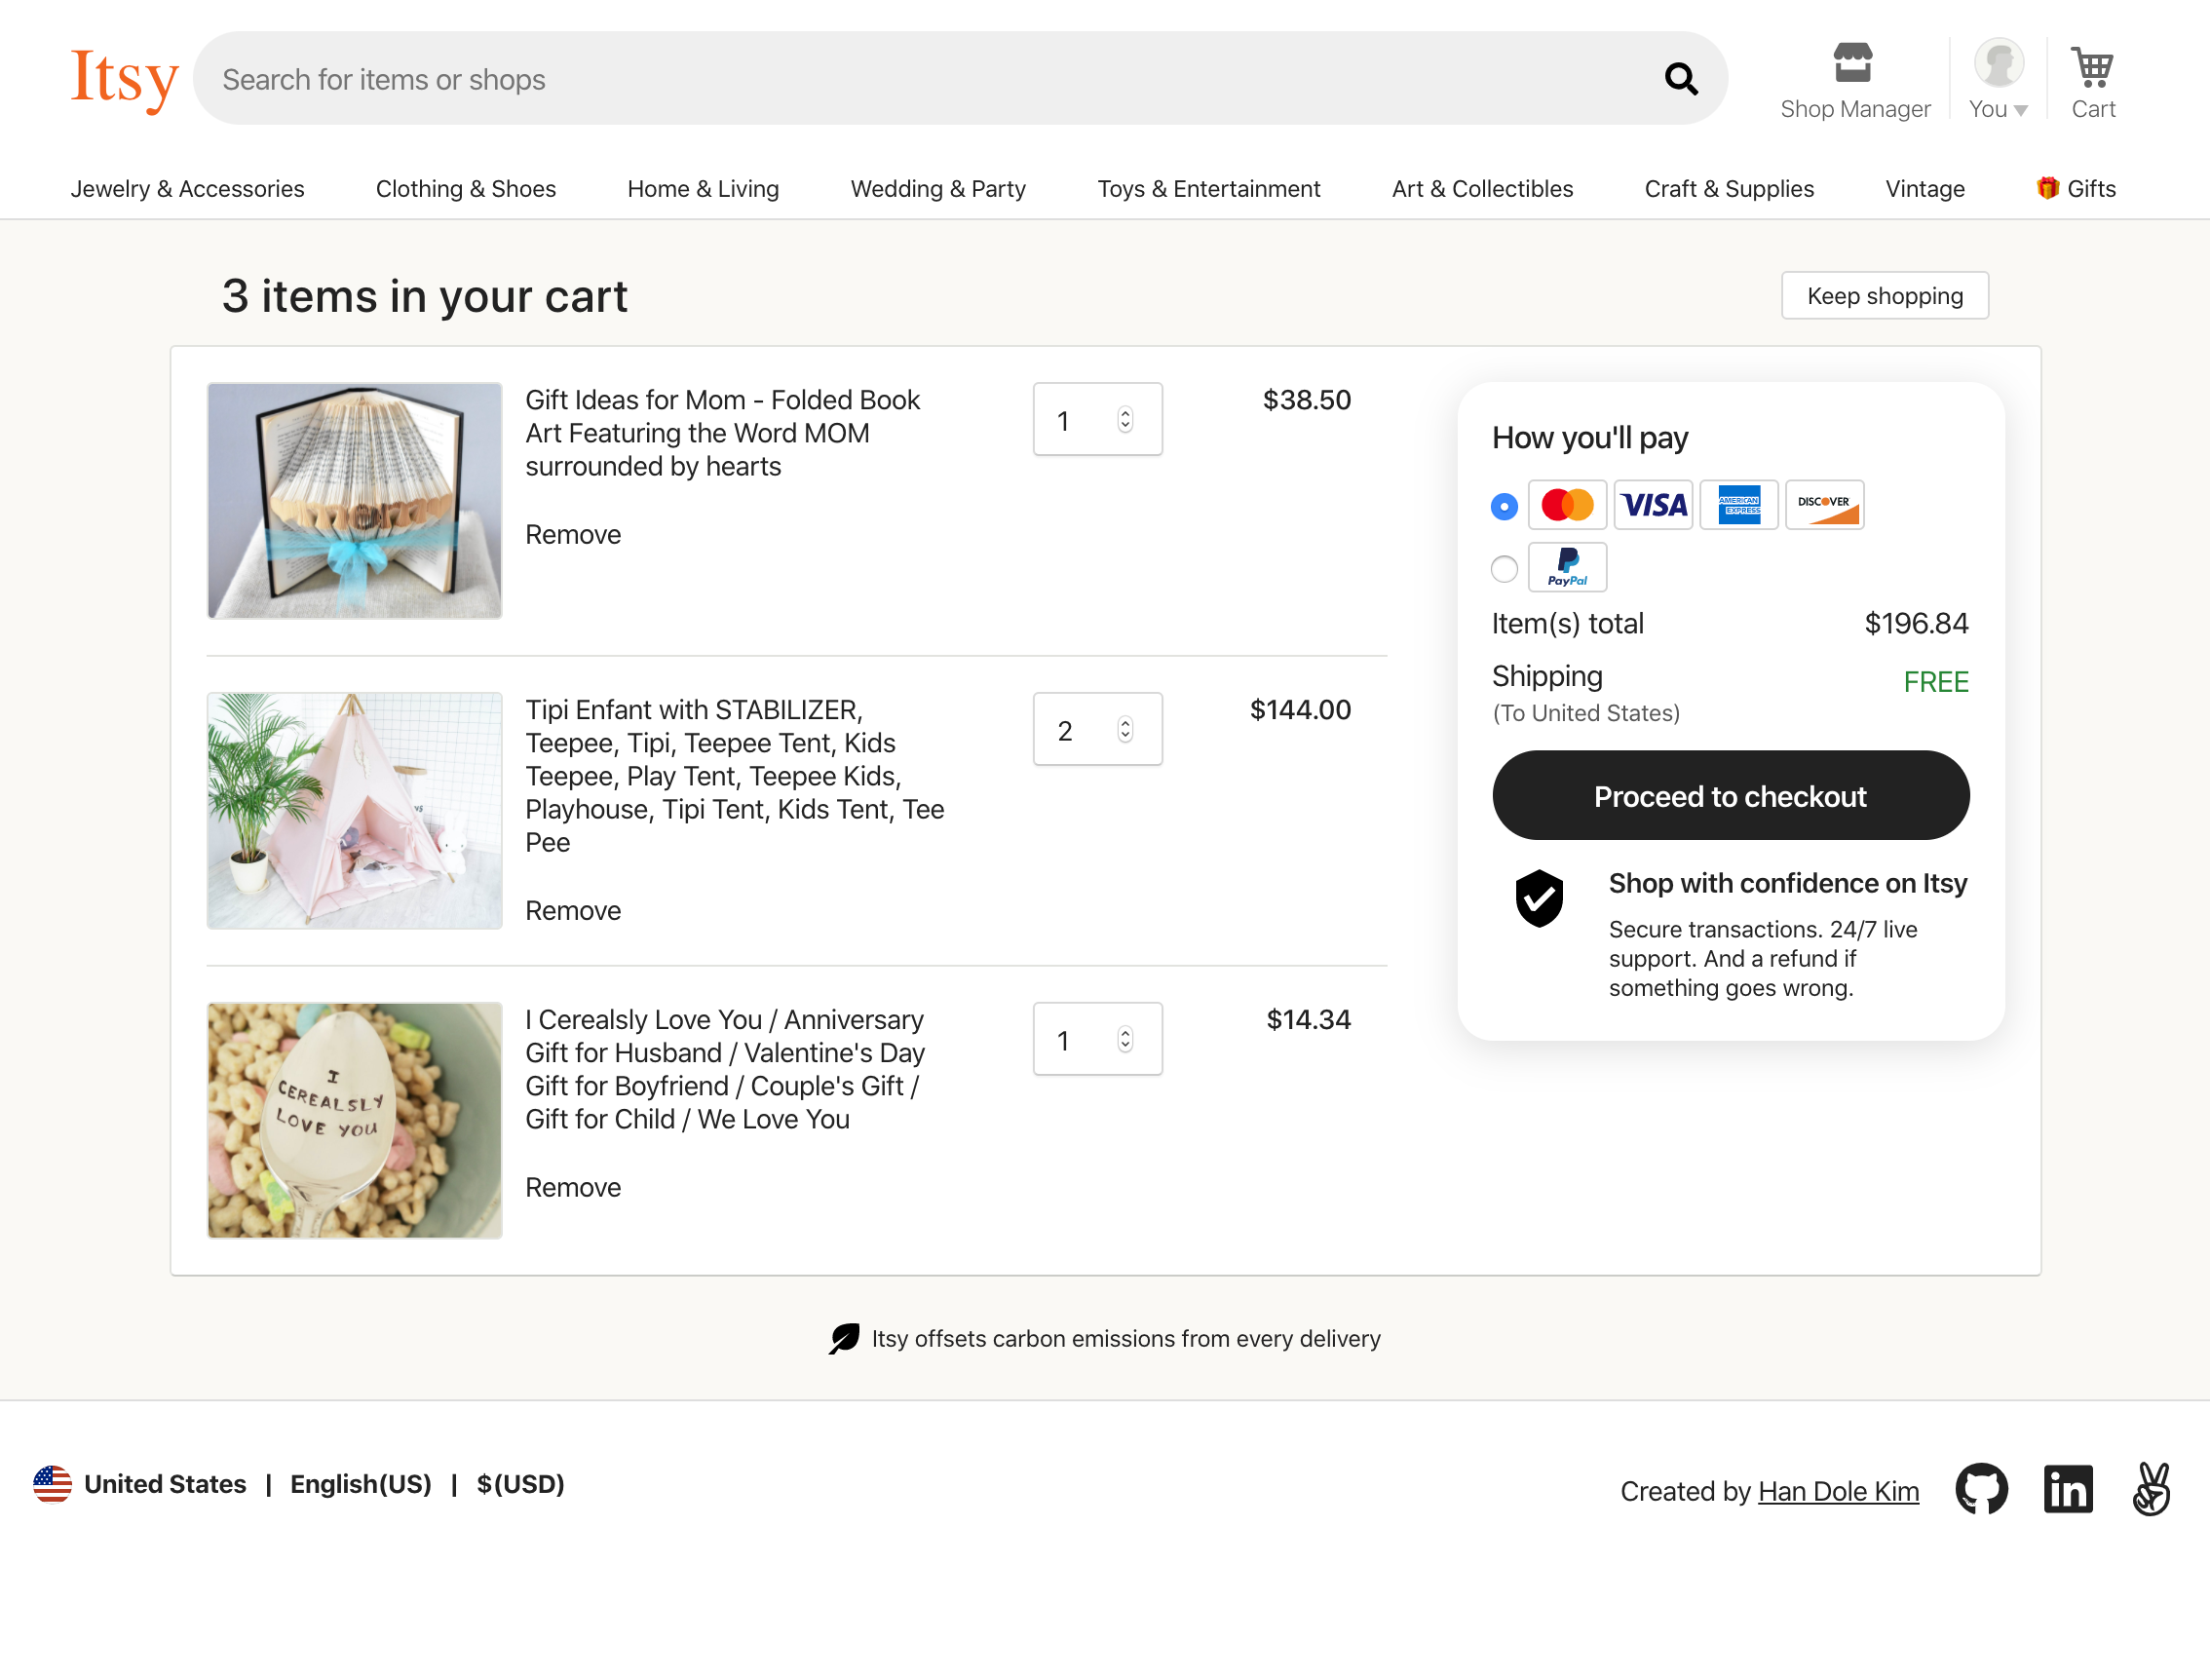 Itsy
Search for items or shops
Shop Manager
You ▼
Cart
Jewelry & Accessories
Clothing & Shoes
Home & Living
Wedding & Party
Toys & Entertainment
Art & Collectibles
Craft & Supplies
Vintage
Gifts
3 items in your cart
Keep shopping
Gift Ideas for Mom - Folded Book
Art Featuring the Word MOM
surrounded by hearts
Remove
1
$38.50
Tipi Enfant with STABILIZER,
Teepee, Tipi, Teepee Tent, Kids
Teepee, Play Tent, Teepee Kids,
Playhouse, Tipi Tent, Kids Tent, Tee
Pee
Remove
2
$144.00
I
CEREALSLY
LOVE YOU
I Cerealsly Love You / Anniversary
Gift for Husband / Valentine's Day
Gift for Boyfriend / Couple's Gift /
Gift for Child / We Love You
Remove
1
$14.34
How you'll pay
VISA
AMERICAN
EXPRESS
DISCOVER
PayPal
Item(s) total
$196.84
Shipping
FREE
(To United States)
Proceed to checkout
Shop with confidence on Itsy
Secure transactions. 24/7 live
support. And a refund if
something goes wrong.
Itsy offsets carbon emissions from every delivery
United States | English(US) | $(USD)
Created by Han Dole Kim
in